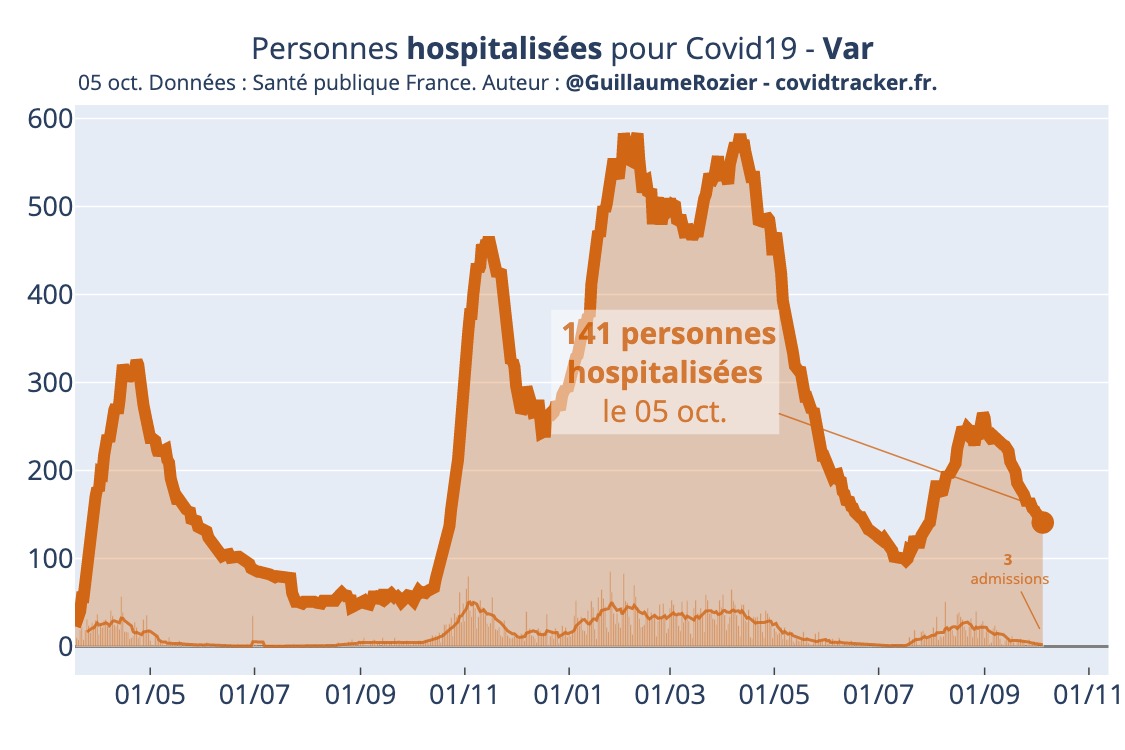 Personnes hospitalisées pour Covid19 - Var
05 oct. Données : Santé publique France. Auteur : @GuillaumeRozier - covidtracker.fr.
600
500
400
300
200
100
0
141 personnes
hospitalisées
le 05 oct.
3
admissions
01/05 01/07 01/09 01/11 01/01 01/03 01/05 01/07 01/09 01/11